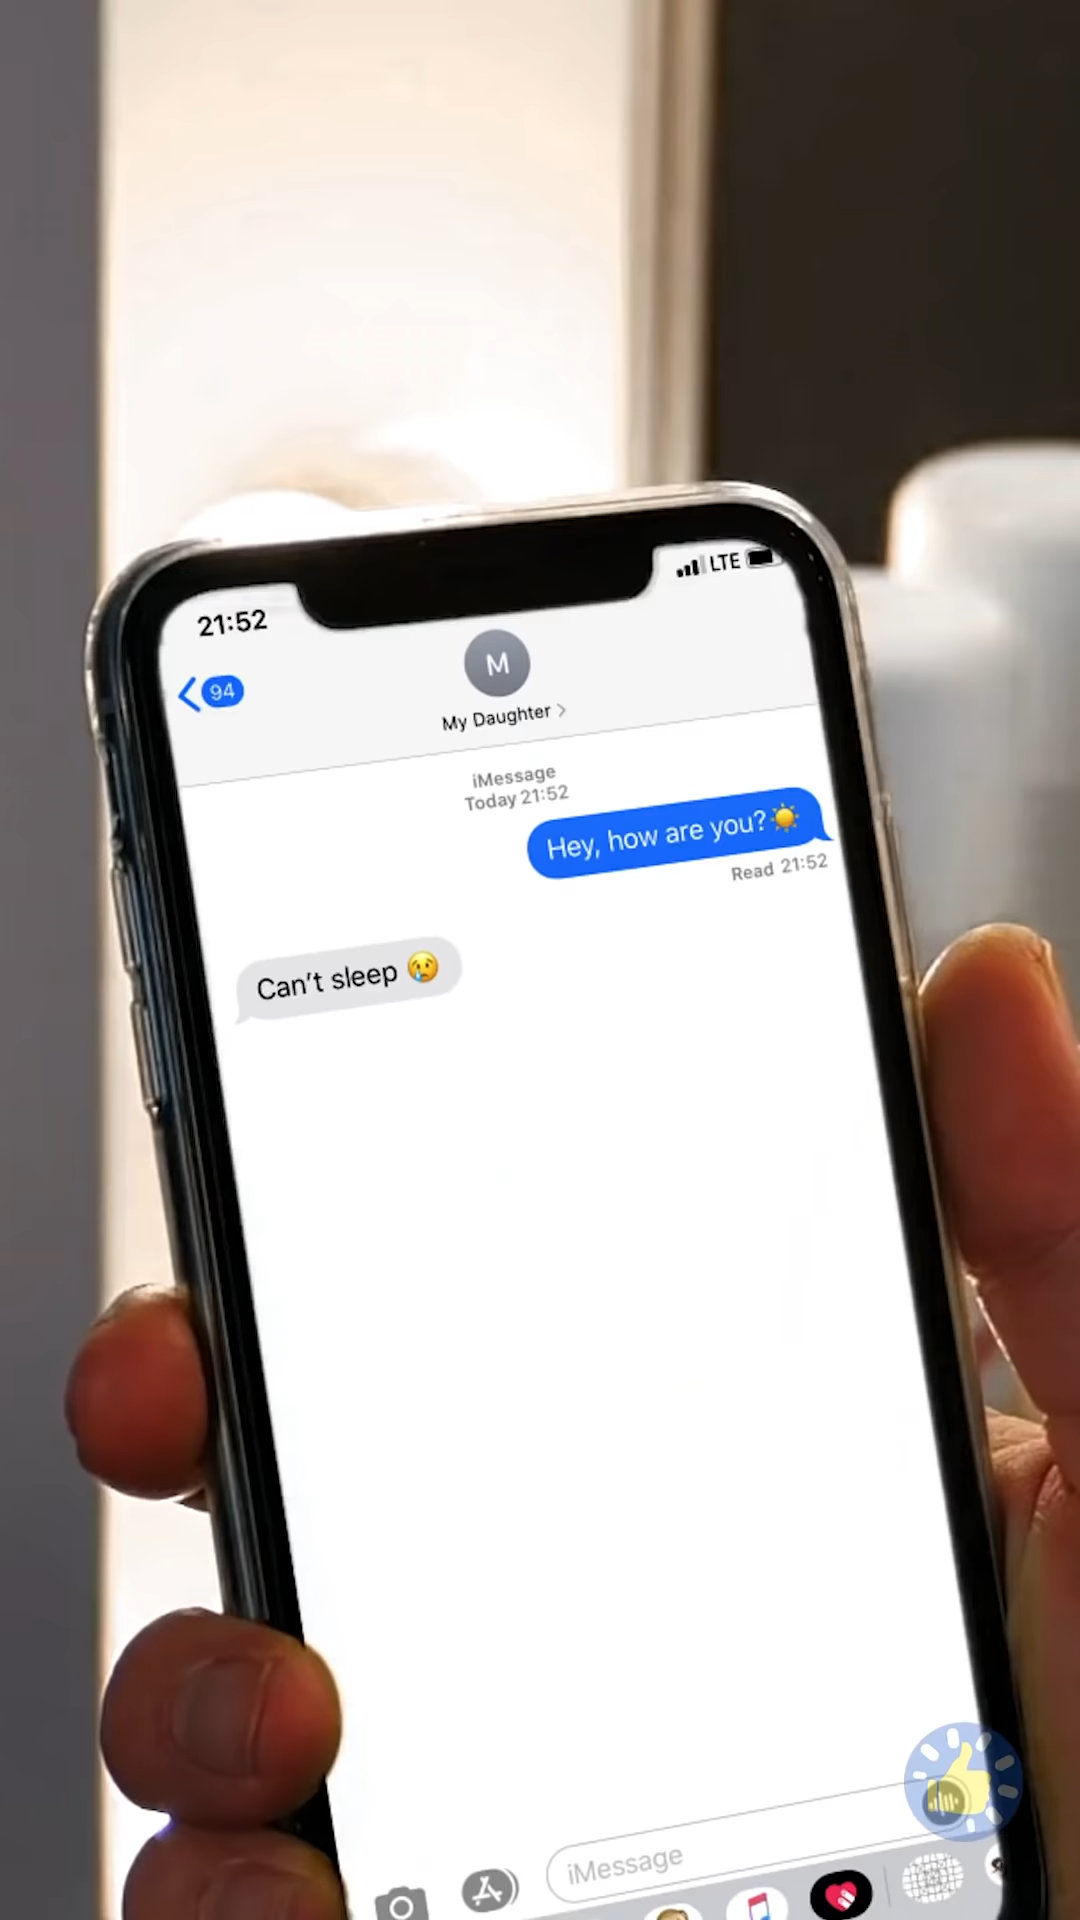 21:52
LTE
94
M
My Daughter
iMessage
Today 21:52
Hey, how are you?☀️
Read 21:52
Can't sleep 😢
iMessage